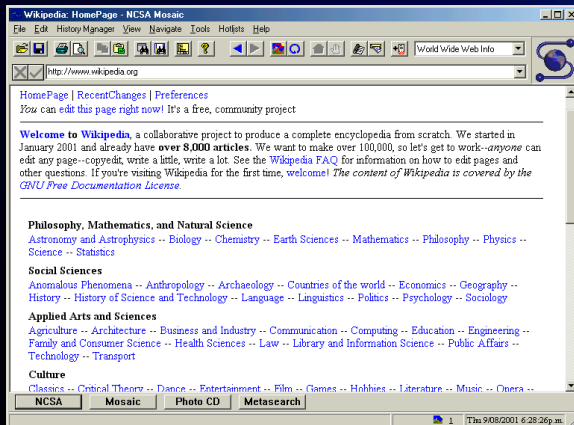 Wikipedia: HomePage - NCSA Mosaic
File Edit History Manager View Navigate Tools Hotlists Help
World Wide Web Info
http://www.wikipedia.org
HomePage | RecentChanges | Preferences
You can edit this page right now! It's a free, community project
Welcome to Wikipedia, a collaborative project to produce a complete encyclopedia from scratch. We started in
January 2001 and already have over 8,000 articles. We want to make over 100,000, so let's get to work--anyone can
edit any page--copyedit, write a little, write a lot. See the Wikipedia FAQ for information on how to edit pages and
other questions. If you're visiting Wikipedia for the first time, welcome! The content of Wikipedia is covered by the
GNU Free Documentation License.
Philosophy, Mathematics, and Natural Science
Astronomy and Astrophysics -- Biology -- Chemistry -- Earth Sciences -- Mathematics -- Philosophy -- Physics --
Science -- Statistics
Social Sciences
Anomalous Phenomena -- Anthropology -- Archaeology -- Countries of the world -- Economics -- Geography --
History -- History of Science and Technology -- Language -- Linguistics -- Politics -- Psychology -- Sociology
Applied Arts and Sciences
Agriculture -- Architecture -- Business and Industry -- Communication -- Computing -- Education -- Engineering --
Family and Consumer Science -- Health Sciences -- Law -- Library and Information Science -- Public Affairs --
Technology -- Transport
Culture
Classics -- Critical Theory -- Dance -- Entertainment -- Film -- Games -- Hobbies -- Literature -- Music -- Opera --
NCSA Mosaic Photo CD Metasearch
1 Thu 9/08/2001 6:28:26p.m.